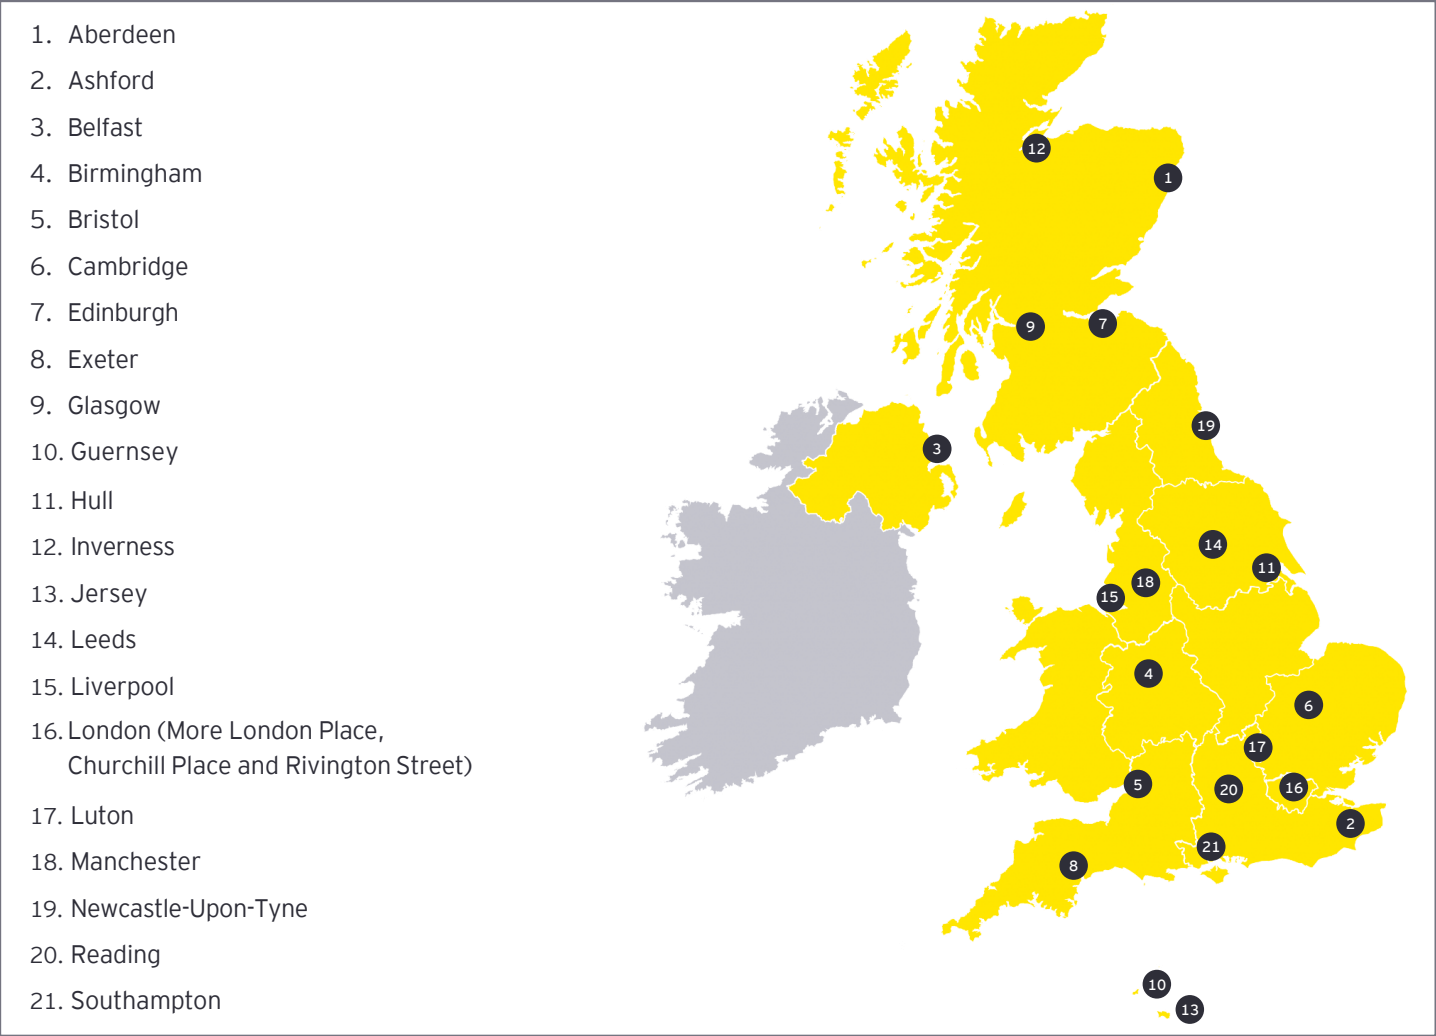 1. Aberdeen
2. Ashford
3. Belfast
4. Birmingham
5. Bristol
6. Cambridge
7. Edinburgh
8. Exeter
9. Glasgow
10. Guernsey
11. Hull
12. Inverness
13. Jersey
14. Leeds
15. Liverpool
16. London (More London Place,
Churchill Place and Rivington Street)
17. Luton
18. Manchester
19. Newcastle-Upon-Tyne
20. Reading
21. Southampton
12
1
9
7
19
3
14
11
18
15
4
6
17
5
20
16
2
21
8
10
13